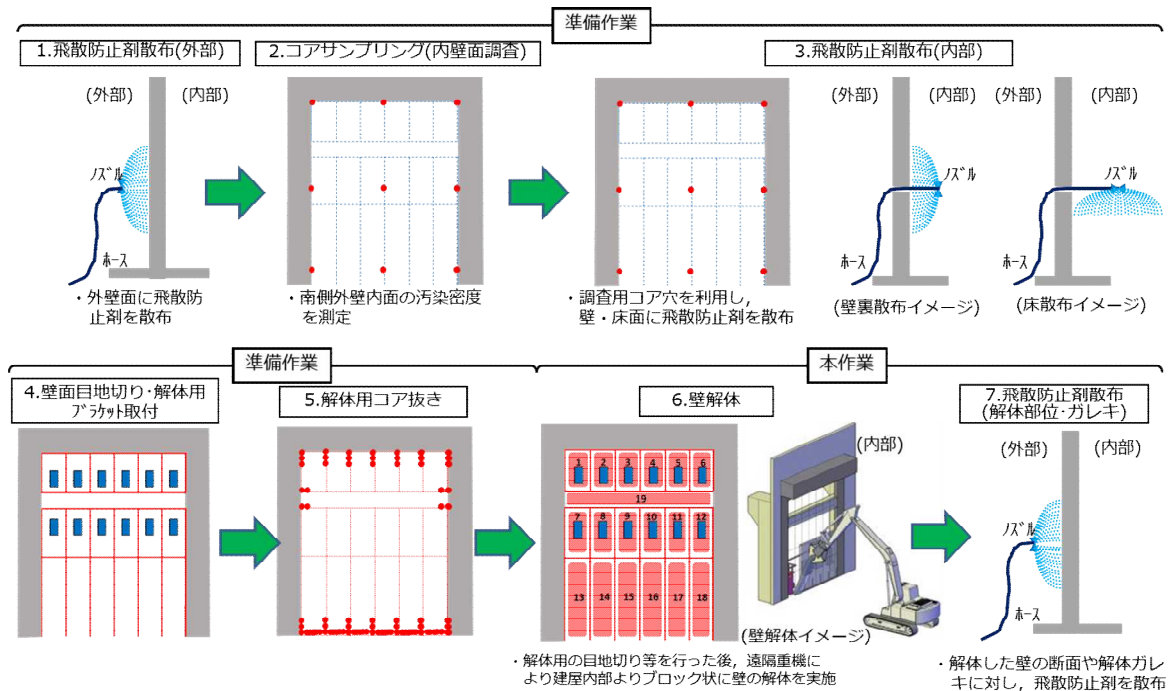 準備作業
1.飛散防止剤散布(外部)
(外部)
(内部)
ノズル
ホース
・外壁面に飛散防
止剤を散布
2.コアサンプリング(内壁面調査)
・南側外壁内面の汚染密度
を測定
3.飛散防止剤散布(内部)
・調査用コア穴を利用し,
壁・床面に飛散防止剤を散布
(外部)
(内部)
ノズル
ホース
(壁裏散布イメージ)
(外部)
(内部)
ノズル
ホース
(床散布イメージ)
準備作業
4.壁面目地切り・解体用
ブラケット取付
5.解体用コア抜き
本作業
6.壁解体
1 2 3 4 5 6
19
7 8 9 10 11 12
13 14 15 16 17 18
(内部)
(壁解体イメージ)
・解体用の目地切り等を行った後,遠隔重機に
より建屋内部よりブロック状に壁の解体を実施
7.飛散防止剤散布
(解体部位・ガレキ)
(外部)
(内部)
ノズル
ホース
・解体した壁の断面や解体ガレ
キに対し,飛散防止剤を散布